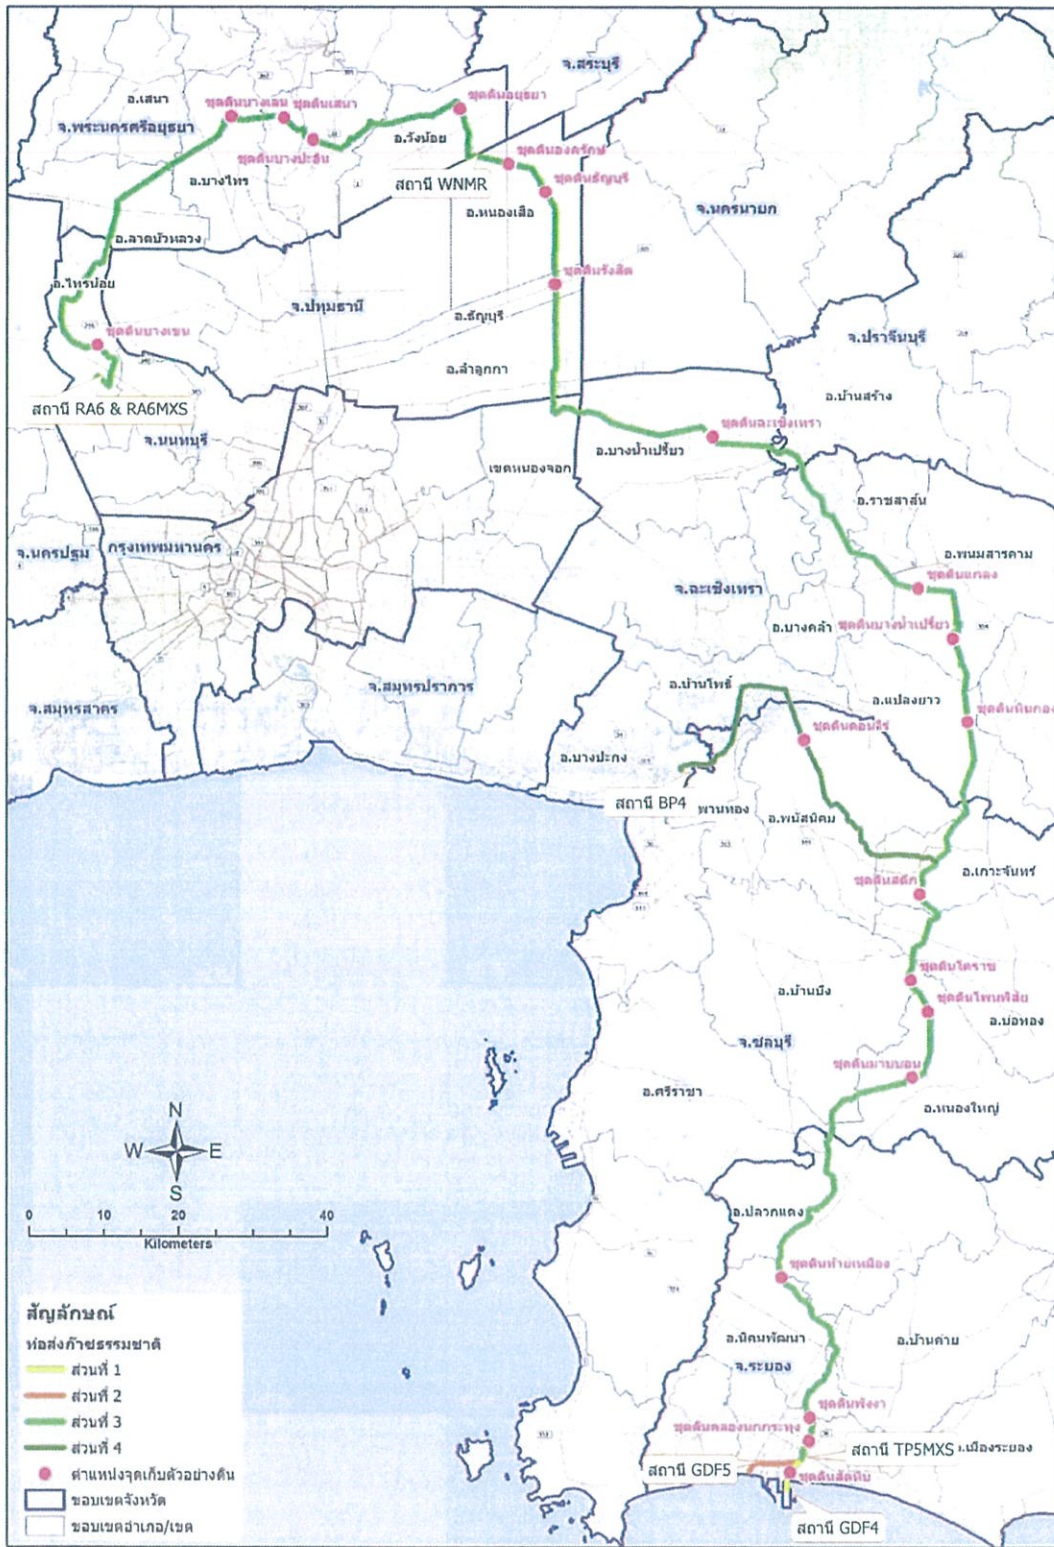 จ.สระบุรี
อ.เสนา
ชุดดินบางเลน
ชุดดินเสนา
ชุดดินอยุธยา
จ.พระนครศรีอยุธยา
อ.วังน้อย
ชุดดินบางปะอิน
ชุดดินองครักษ์
อ.บางไทร
สถานี WNMR
ชุดดินธัญบุรี
อ.หนองเสือ
จ.นครนายก
อ.ลาดบัวหลวง
อ.ไทรน้อย
ชุดดินรังสิต
จ.ปทุมธานี
อ.ธัญบุรี
ชุดดินบางเขน
จ.ปราจีนบุรี
อ.ลำลูกกา
อ.บ้านสร้าง
สถานี RA6 & RA6MXS
จ.นนทบุรี
ชุดดินฉะเชิงเทรา
อ.บางน้ำเปรี้ยว
เขตหนองจอก
อ.ราชสาส์น
จ.นครปฐม
กรุงเทพมหานคร
อ.พนมสารคาม
ชุดดินแกลง
จ.ฉะเชิงเทรา
อ.บางคล้า
ชุดดินบางน้ำเปรี้ยว
อ.บ้านโพธิ์
จ.สมุทรปราการ
อ.แปลงยาว
จ.สมุทรสาคร
ชุดดินหินกอง
ชุดดินดอนไร่
อ.บางปะกง
สถานี BP4
พานทอง
อ.พนัสนิคม
อ.เกาะจันทร์
ชุดดินสตึก
ชุดดินโคราช
อ.บ้านบึง
ชุดดินโพนพิสัย
อ.บ่อทอง
จ.ชลบุรี
ชุดดินมาบบอน
อ.ศรีราชา
อ.หนองใหญ่
N
W
E
S
0 10 20 40
Kilometers
อ.ปลวกแดง
ชุดดินท้ายเหมือง
อ.นิคมพัฒนา
อ.บ้านค่าย
จ.ระยอง
ชุดดินพังงา
ชุดดินคลองนกกระทุง
สถานี TP5MXS
อ.เมืองระยอง
สถานี GDF5
ชุดดินสัตหีบ
สถานี GDF4
สัญลักษณ์
ท่อส่งก๊าซธรรมชาติ
ส่วนที่ 1
ส่วนที่ 2
ส่วนที่ 3
ส่วนที่ 4
ตำแหน่งจุดเก็บตัวอย่างดิน
ขอบเขตจังหวัด
ขอบเขตอำเภอ/เขต